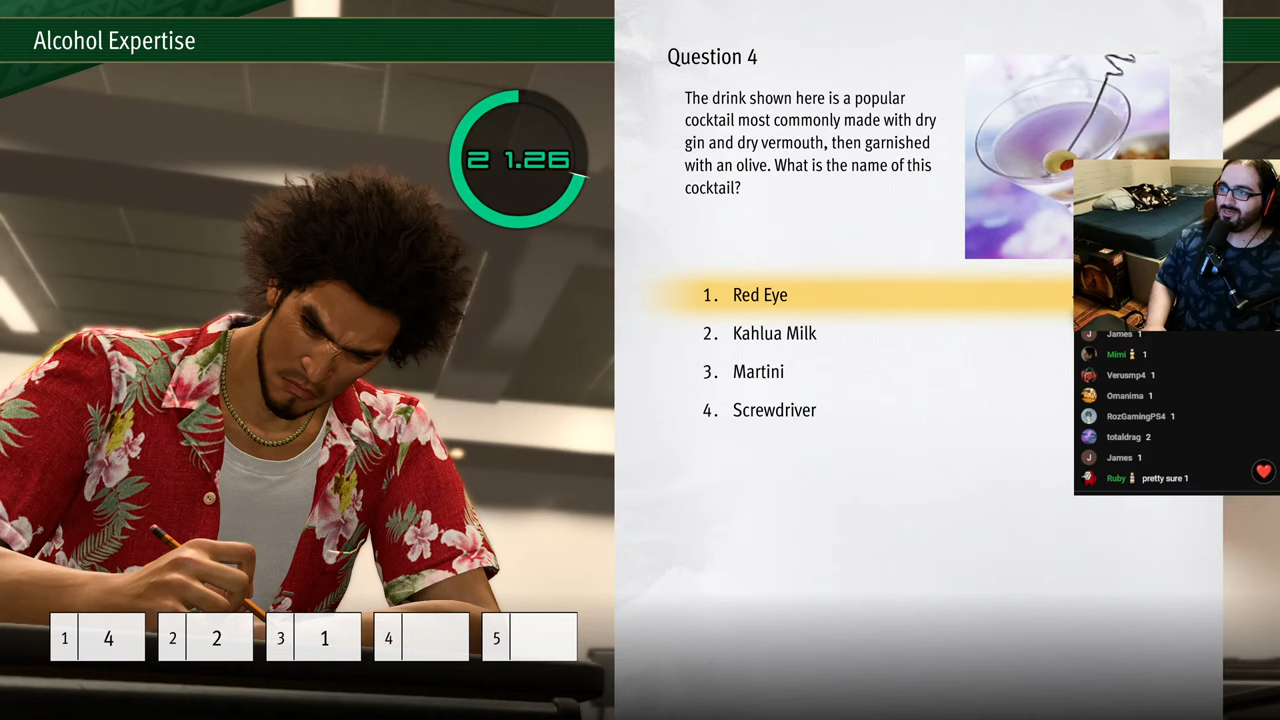 Alcohol Expertise
2 1.26
Question 4
The drink shown here is a popular
cocktail most commonly made with dry
gin and dry vermouth, then garnished
with an olive. What is the name of this
cocktail?
1. Red Eye
2. Kahlua Milk
3. Martini
4. Screwdriver
James 1
Mimi 1
Verusmp4 1
Omanima 1
RozGamingPS4 1
totaldrag 2
J James 1
Ruby pretty sure 1
1 4 2 2 3 1 4 5